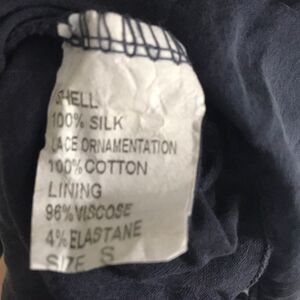 SHELL
100% SILK
LACE ORNAMENTATION
100% COTTON
LINING
96% VISCOSE
4% ELASTANE
SIZE S